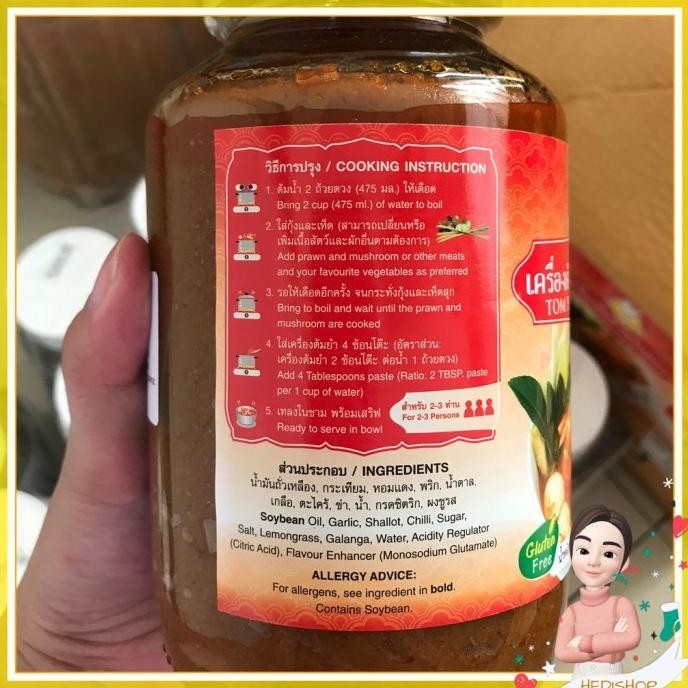 วิธีการปรุง / COOKING INSTRUCTION
1. ต้มน้ำ 2 ถ้วยตวง (475 มล.) ให้เดือด
Bring 2 cup (475 ml.) of water to boil
2. ใส่กุ้งและเห็ด (สามารถเปลี่ยนหรือ
เพิ่มเนื้อสัตว์และผักอื่นตามต้องการ)
Add prawn and mushroom or other meats
and your favourite vegetables as preferred
3. รอให้เดือดอีกครั้ง จนกระทั่งกุ้งและเห็ดสุก
Bring to boil and wait until the prawn and
mushroom are cooked
4. ใส่เครื่องต้มยำ 4 ช้อนโต๊ะ (อัตราส่วน:
เครื่องต้มยำ 2 ช้อนโต๊ะ ต่อน้ำ 1 ถ้วยตวง)
Add 4 Tablespoons paste (Ratio: 2 TBSP. paste
per 1 cup of water)
5. เทลงในชาม พร้อมเสริฟ
Ready to serve in bowl
สำหรับ 2-3 ท่าน
For 2-3 Persons
ส่วนประกอบ / INGREDIENTS
น้ำมันถั่วเหลือง, กระเทียม, หอมแดง, พริก, น้ำตาล,
เกลือ, ตะไคร้, ข่า, น้ำ, กรดซิตริก, ผงชูรส
Soybean Oil, Garlic, Shallot, Chilli, Sugar,
Salt, Lemongrass, Galanga, Water, Acidity Regulator
(Citric Acid), Flavour Enhancer (Monosodium Glutamate)
ALLERGY ADVICE:
For allergens, see ingredient in bold.
Contains Soybean.
เครื่อง
TOM
Gluten
Free
HEPISHOP